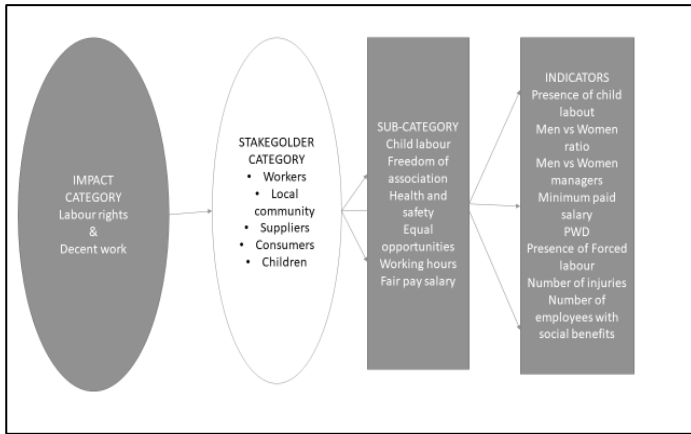 IMPACT
CATEGORY
Labour rights
&
Decent work
STAKEGOLDER
CATEGORY
• Workers
• Local
community
• Suppliers
• Consumers
• Children
SUB-CATEGORY
Child labour
Freedom of
association
Health and
safety
Equal
opportunities
Working hours
Fair pay salary
INDICATORS
Presence of child
labout
Men vs Women
ratio
Men vs Women
managers
Minimum paid
salary
PWD
Presence of Forced
labour
Number of injuries
Number of
employees with
social benefits